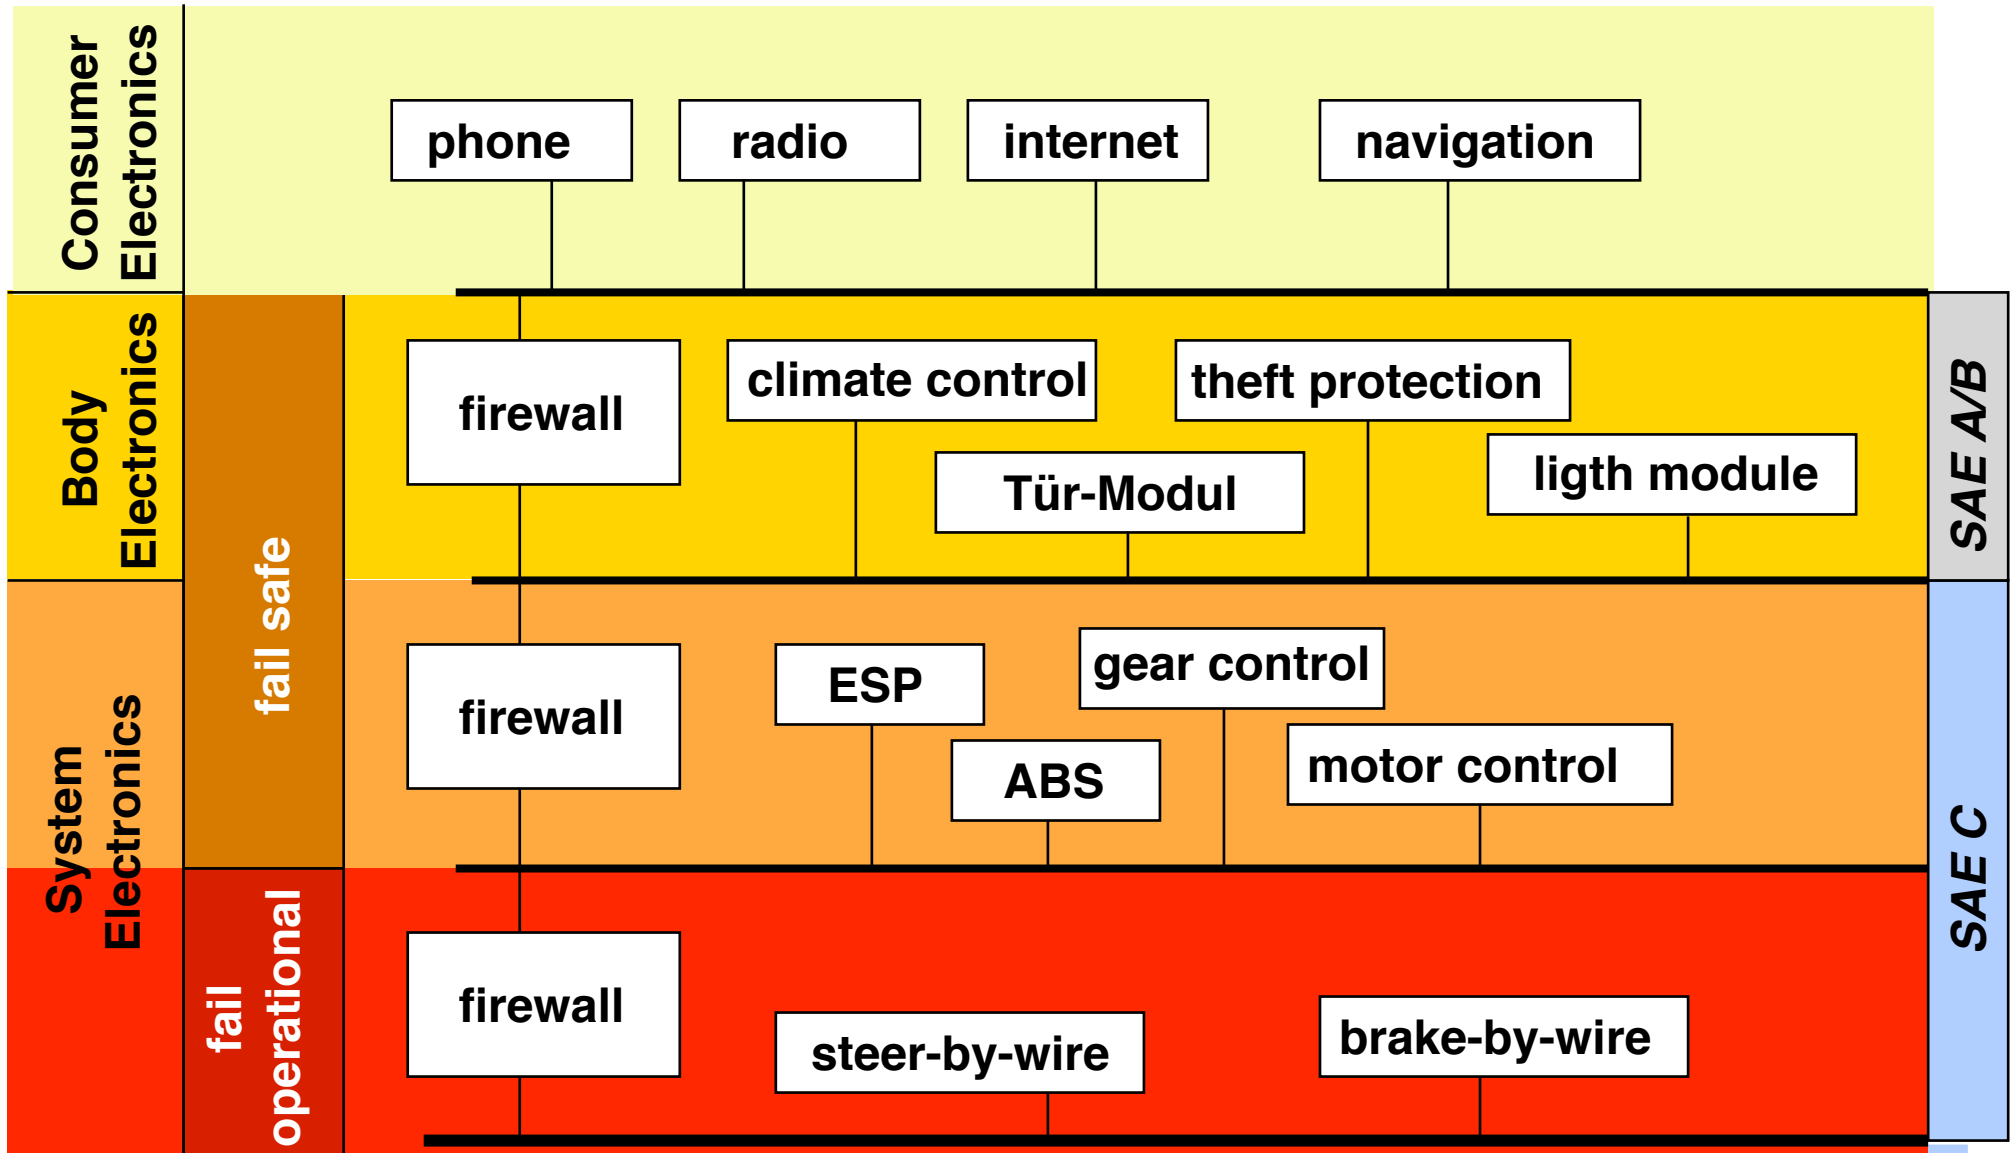 Consumer
Electronics
phone
radio
internet
navigation
Body
Electronics
fail safe
firewall
climate control
theft protection
Tür-Modul
ligth module
SAE A/B
System
Electronics
firewall
ESP
gear control
ABS
motor control
SAE C
fail
operational
firewall
steer-by-wire
brake-by-wire